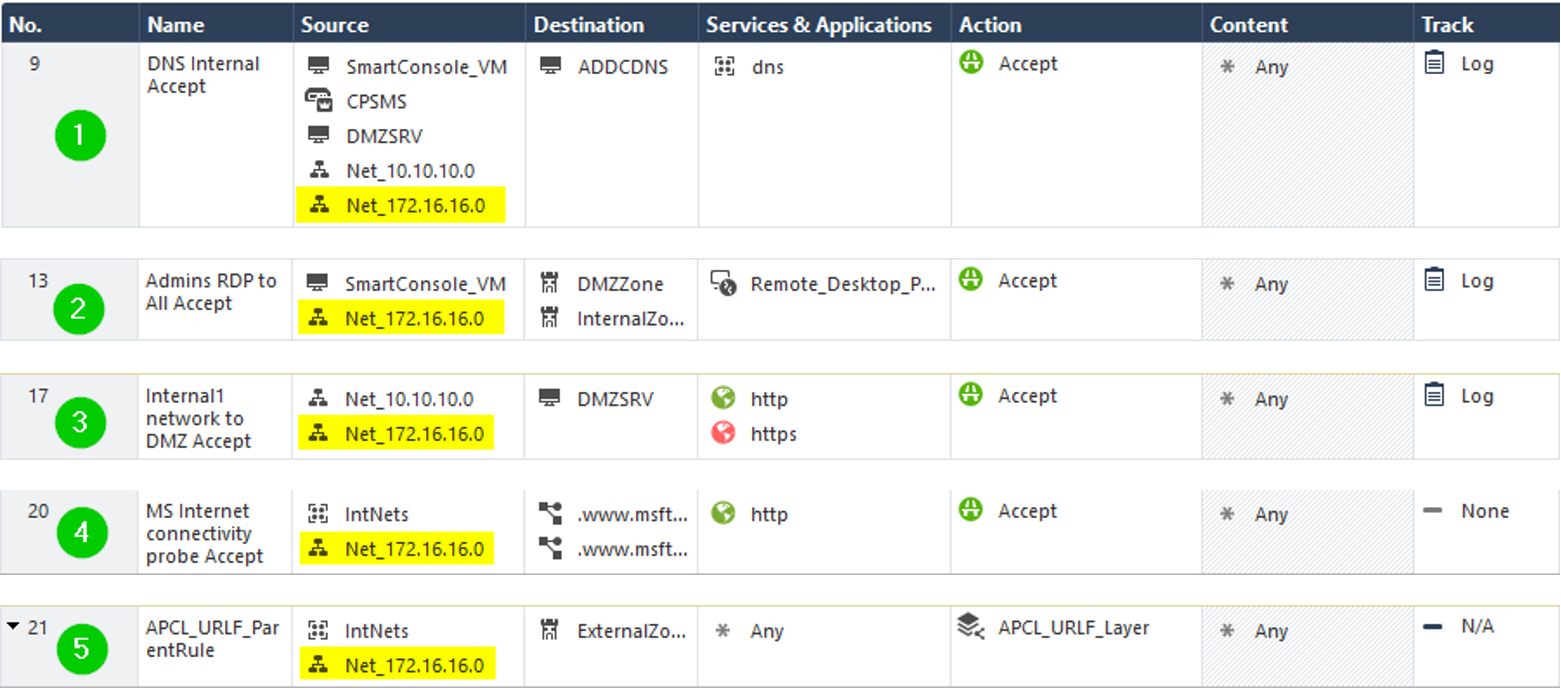 No. Name Source Destination Services & Applications Action Content Track
9 DNS Internal Accept SmartConsole_VM ADDCDNS dns Accept Any Log
CPSMS
1 DMZSRV
Net_10.10.10.0
Net_172.16.16.0
13 Admins RDP to All Accept SmartConsole_VM DMZZone Remote_Desktop_P... Accept Any Log
2 Net_172.16.16.0 InternalZo...
17 Internal1 network to DMZ Accept Net_10.10.10.0 DMZSRV http Accept Any Log
3 Net_172.16.16.0 https
20 MS Internet connectivity probe Accept IntNets .www.msft... http Accept Any None
4 Net_172.16.16.0 .www.msft...
21 APCL_URLF_ParentRule IntNets ExternalZo... Any APCL_URLF_Layer Any N/A
5 Net_172.16.16.0